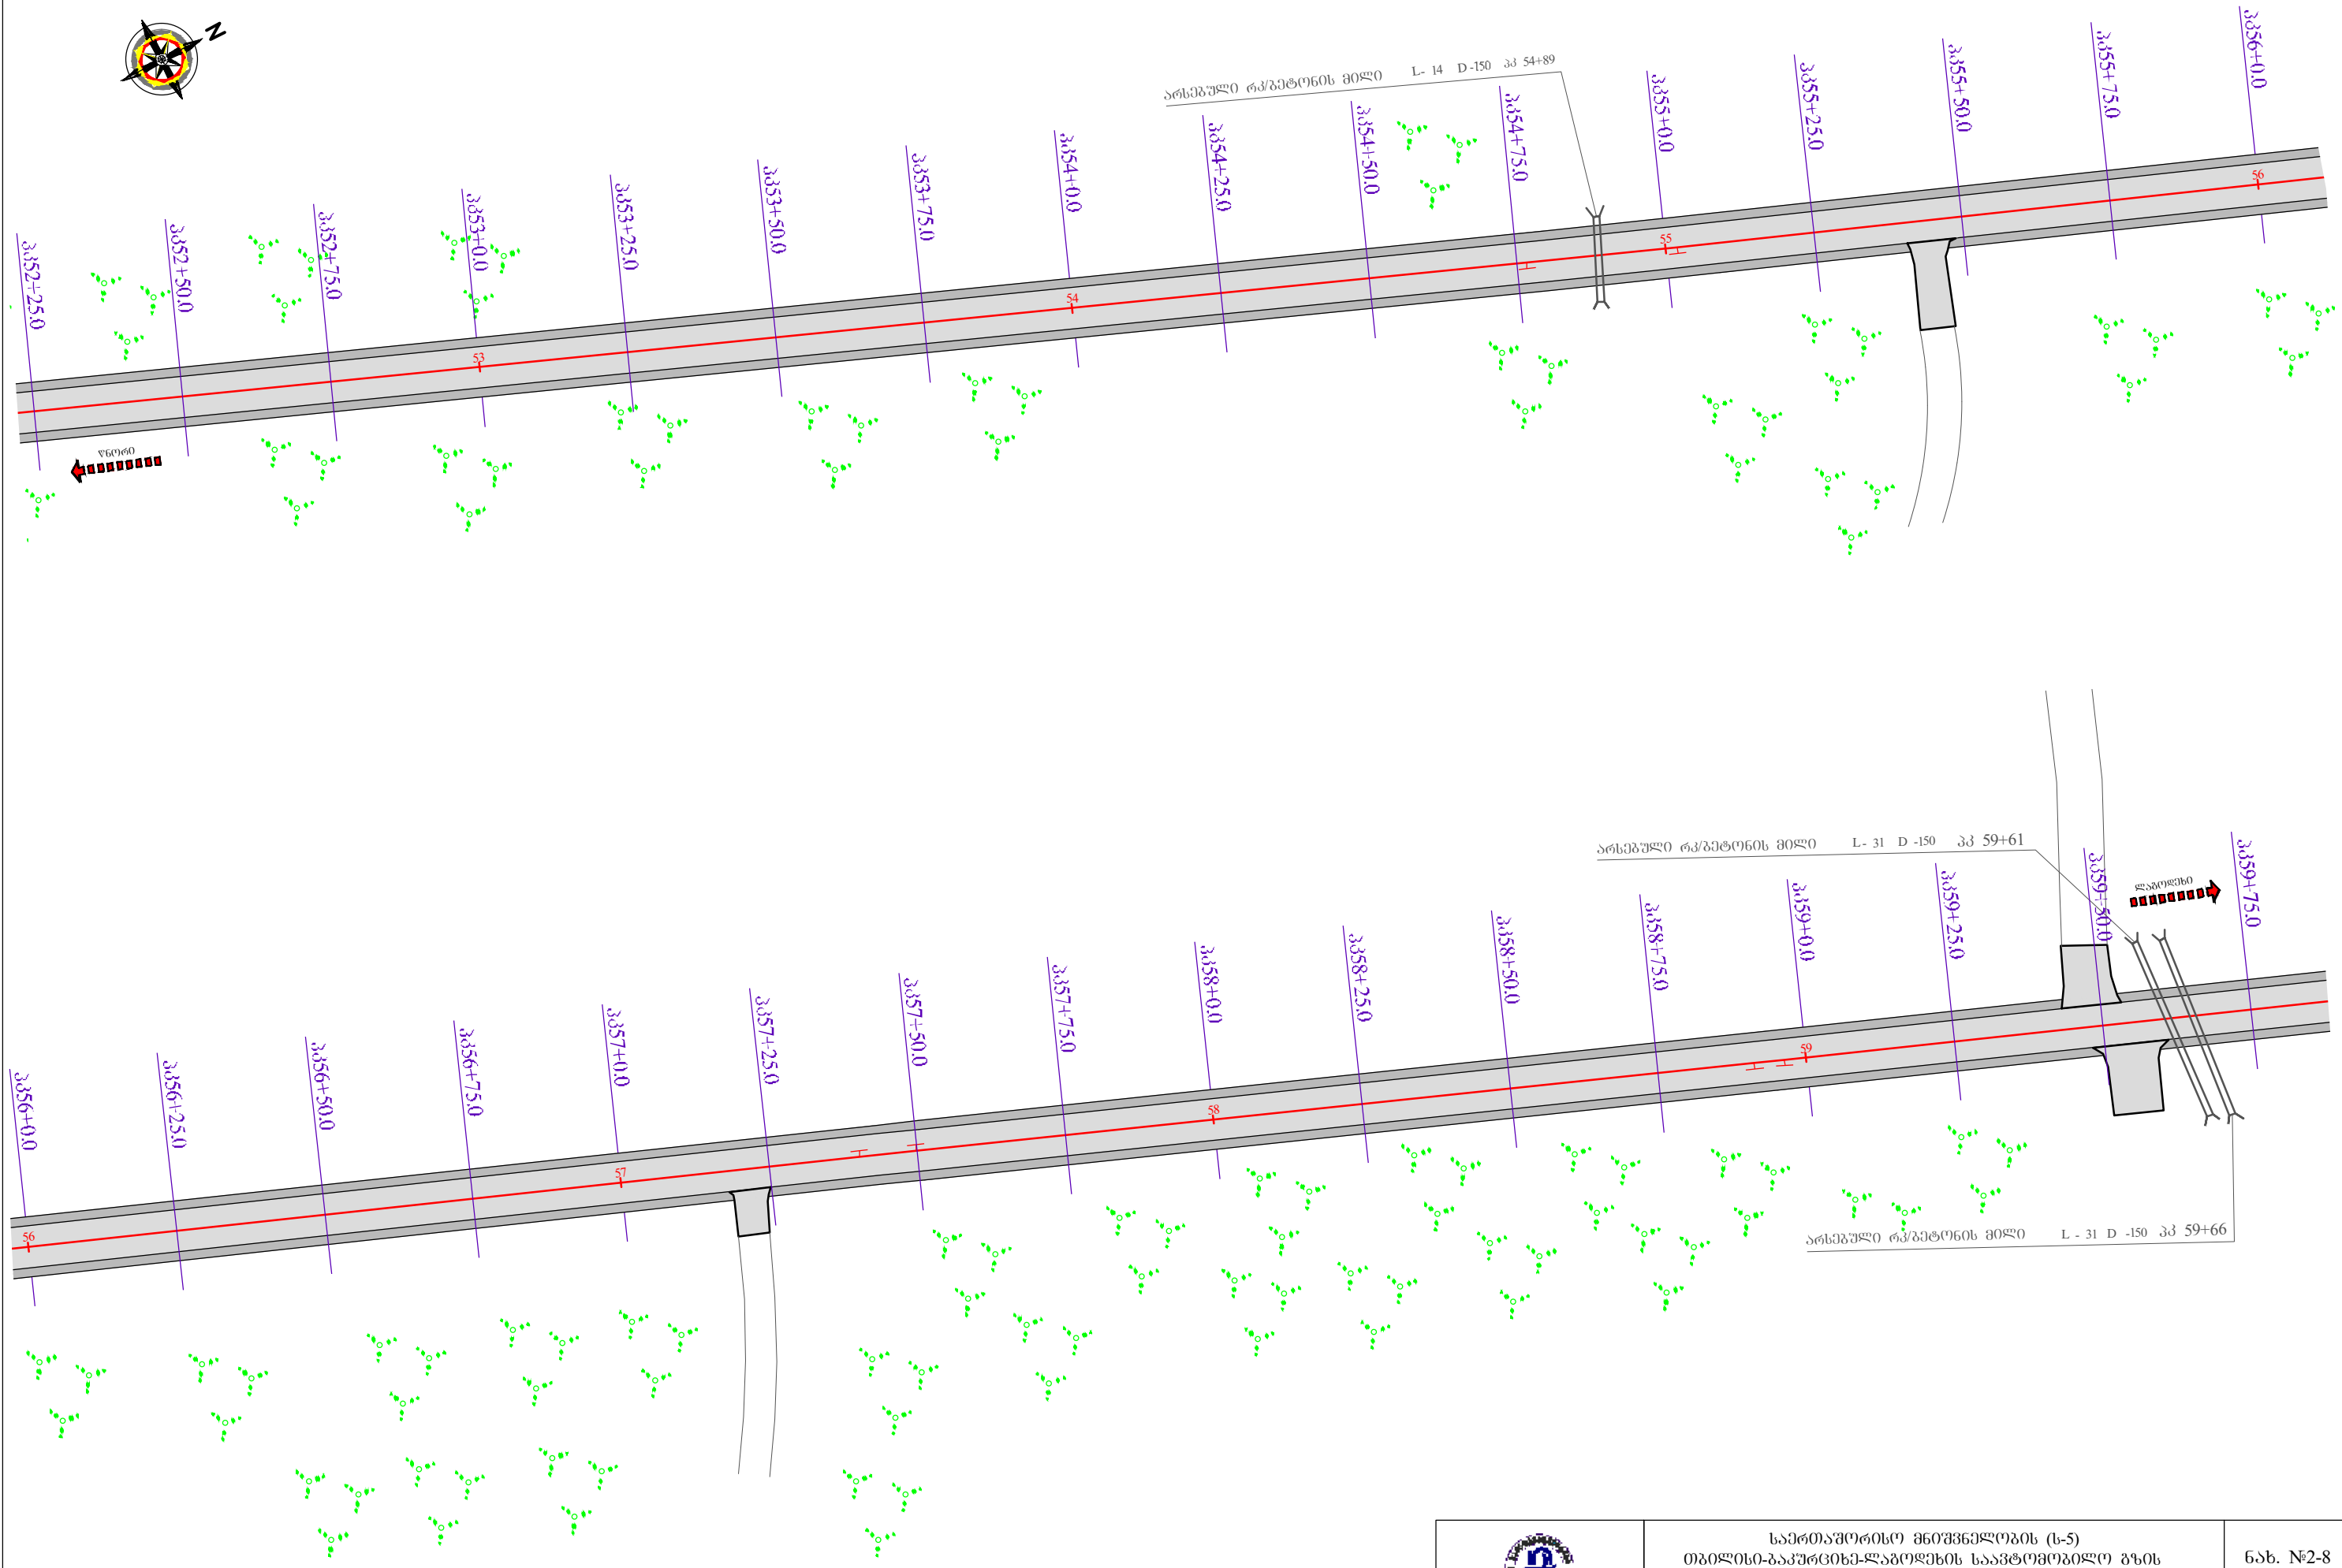 N
არსებული რკ/ბეტონის მილი L- 14 D -150 პკ 54+89
პკ52+25.0
პკ52+50.0
პკ52+75.0
პკ53+0.0
პკ53+25.0
პკ53+50.0
პკ53+75.0
პკ54+0.0
პკ54+25.0
პკ54+50.0
პკ54+75.0
პკ55+0.0
პკ55+25.0
პკ55+50.0
პკ55+75.0
პკ56+0.0
53
54
55
56
წნორი
არსებული რკ/ბეტონის მილი L- 31 D -150 პკ 59+61
ლაგოდეხი
პკ56+0.0
პკ56+25.0
პკ56+50.0
პკ56+75.0
პკ57+0.0
პკ57+25.0
პკ57+50.0
პკ57+75.0
პკ58+0.0
პკ58+25.0
პკ58+50.0
პკ58+75.0
პკ59+0.0
პკ59+25.0
პკ59+50.0
პკ59+75.0
56
57
58
59
არსებული რკ/ბეტონის მილი L - 31 D -150 პკ 59+66
საერთაშორისო მნიშვნელობის (ს-5)
თბილისი-ბაკურციხე-ლაგოდეხის საავტომობილო გზის
ნახ. №2-8